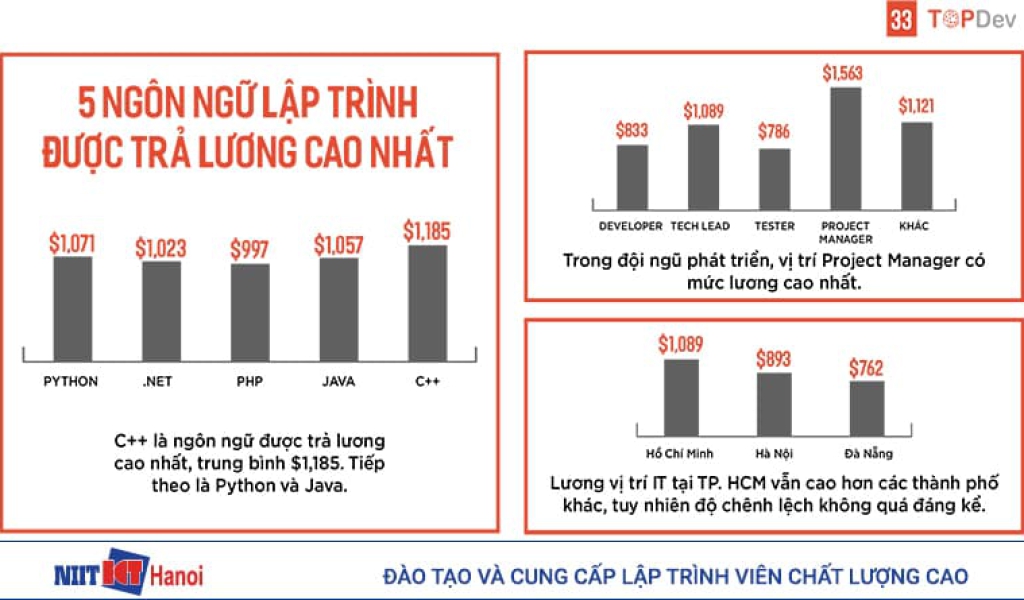 33 TOPDev
5 NGÔN NGỮ LẬP TRÌNH
ĐƯỢC TRẢ LƯƠNG CAO NHẤT
$1,071 $1,023 $997 $1,057 $1,185
PYTHON .NET PHP JAVA C++
C++ là ngôn ngữ được trả lương
cao nhất, trung bình $1,185. Tiếp
theo là Python và Java.
$833 $1,089 $786 $1,563 $1,121
DEVELOPER TECH LEAD TESTER PROJECT KHÁC
MANAGER
Trong đội ngũ phát triển, vị trí Project Manager có
mức lương cao nhất.
$1,089 $893 $762
Hồ Chí Minh Hà Nội Đà Nẵng
Lương vị trí IT tại TP. HCM vẫn cao hơn các thành phố
khác, tuy nhiên độ chênh lệch không quá đáng kể.
NIIT ICT Hanoi
ĐÀO TẠO VÀ CUNG CẤP LẬP TRÌNH VIÊN CHẤT LƯỢNG CAO